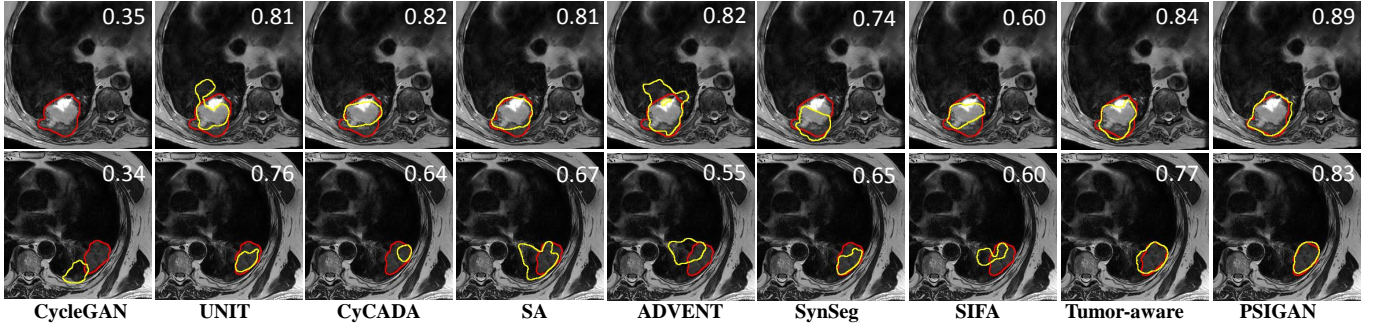 0.35 0.81 0.82 0.81 0.82 0.74 0.60 0.84 0.89
0.34 0.76 0.64 0.67 0.55 0.65 0.60 0.77 0.83
CycleGAN UNIT CyCADA SA ADVENT SynSeg SIFA Tumor-aware PSIGAN